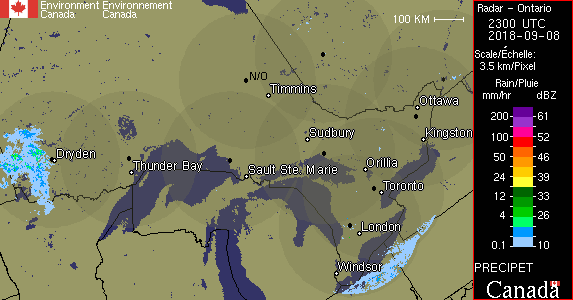 Environment Environnement
Canada Canada
100 KM
N/O
Timmins
Ottawa
Sudbury
Kingston
Dryden
Thunder Bay
Sault Ste. Marie
Orillia
Toronto
London
Windsor
Radar - Ontario
2300 UTC
2018-09-08
Scale/Échelle:
3.5 km/Pixel
Rain/Pluie
mm/hr dBZ
200 61
100 52
50 46
24 39
12 33
4 26
1 20
0.1 10
PRECIPET
Canada